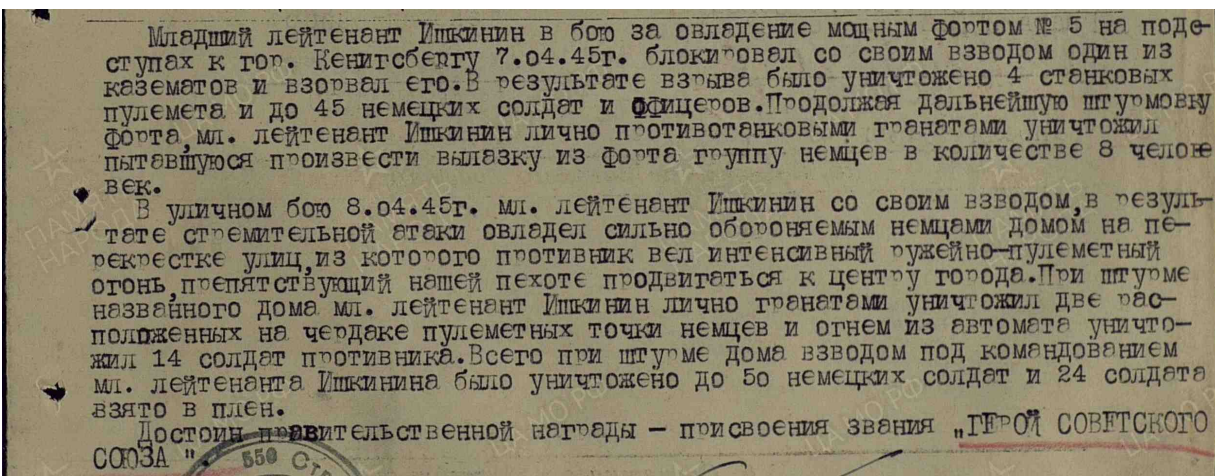 Младший лейтенант Ишкинин в бою за овладение мощным фортом № 5 на подс-
ступах к гор. Кенигсбергу 7.04.45г. блокировал со своим взводом один из
казематов и взорвал его.В результате взрыва было уничтожено 4 станковых
пулемета и до 45 немецких солдат и офицеров.Продолжая дальнейшую штурмовку
форта,мл. лейтенант Ишкинин лично противотанковыми гранатами уничтожил
пытавшуюся произвести вылазку из форта группу немцев в количестве 8 челове
век.
В уличном бою 8.04.45г. мл. лейтенант Ишкинин со своим взводом,в резуль-
тате стремительной атаки овладел сильно обороняемым немцами домом на пе-
рекрестке улиц,из которого противник вел интенсивный ружейно-пулеметный
огонь,препятствующий нашей пехоте продвигаться к центру города.При штурме
названного дома мл. лейтенант Ишкинин лично гранатами уничтожил две рас-
положенных на чердаке пулеметных точки немцев и огнем из автомата уничто-
жил 14 солдат противника.Всего при штурме дома взводом под командованием
мл. лейтенанта Ишкинина было уничтожено до 50 немецких солдат и 24 солдата
взято в плен.
Достоин правительственной награды - присвоения звания „ГЕРОЙ СОВЕТСКОГО
СОЮЗА ".
550